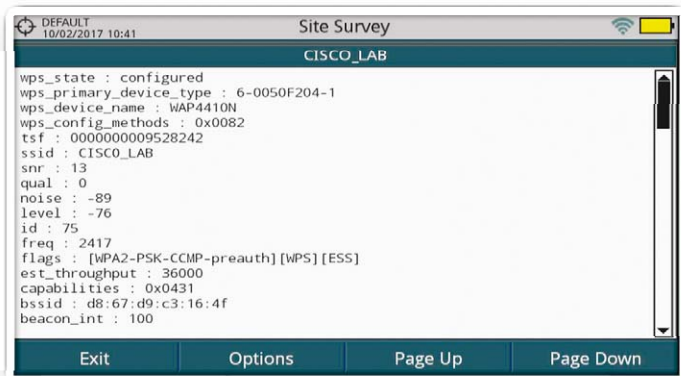 DEFAULT
10/02/2017 10:41
Site Survey
CISCO_LAB
wps_state : configured
wps_primary_device_type : 6-0050F204-1
wps_device_name : WAP4410N
wps_config_methods : 0x0082
tsf : 0000000009528242
ssid : CISCO_LAB
snr : 13
qual : 0
noise : -89
level : -76
id : 75
freq : 2417
flags : [WPA2-PSK-CCMP-preauth][WPS][ESS]
est_throughput : 36000
capabilities : 0x0431
bssid : d8:67:d9:c3:16:4f
beacon_int : 100
Exit Options Page Up Page Down